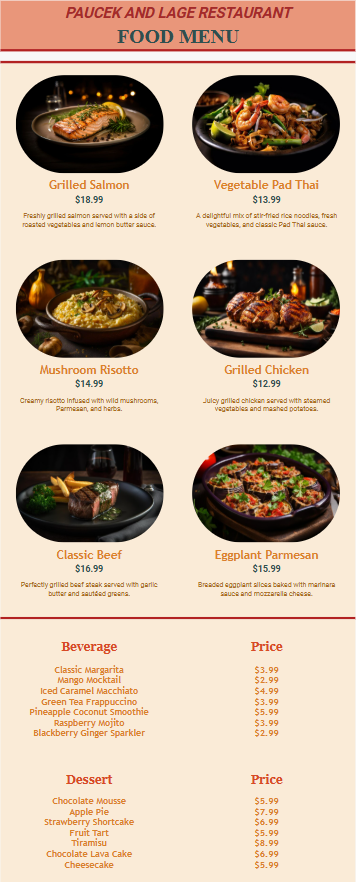 PAUCEK AND LAGE RESTAURANT
FOOD MENU
Grilled Salmon
$18.99
Freshly grilled salmon served with a side of
roasted vegetables and lemon butter sauce.
Vegetable Pad Thai
$13.99
A delightful mix of stir-fried rice noodles, fresh
vegetables, and classic Pad Thai sauce.
Mushroom Risotto
$14.99
Creamy risotto infused with wild mushrooms,
Parmesan, and herbs.
Grilled Chicken
$12.99
Juicy grilled chicken served with steamed
vegetables and mashed potatoes.
Classic Beef
$16.99
Perfectly grilled beef steak served with garlic
butter and sautéed greens.
Eggplant Parmesan
$15.99
Breaded eggplant slices baked with marinara
sauce and mozzarella cheese.
Beverage Price
Classic Margarita $3.99
Mango Mocktail $2.99
Iced Caramel Macchiato $4.99
Green Tea Frappuccino $3.99
Pineapple Coconut Smoothie $5.99
Raspberry Mojito $3.99
Blackberry Ginger Sparkler $2.99
Dessert Price
Chocolate Mousse $5.99
Apple Pie $7.99
Strawberry Shortcake $6.99
Fruit Tart $5.99
Tiramisu $8.99
Chocolate Lava Cake $6.99
Cheesecake $5.99